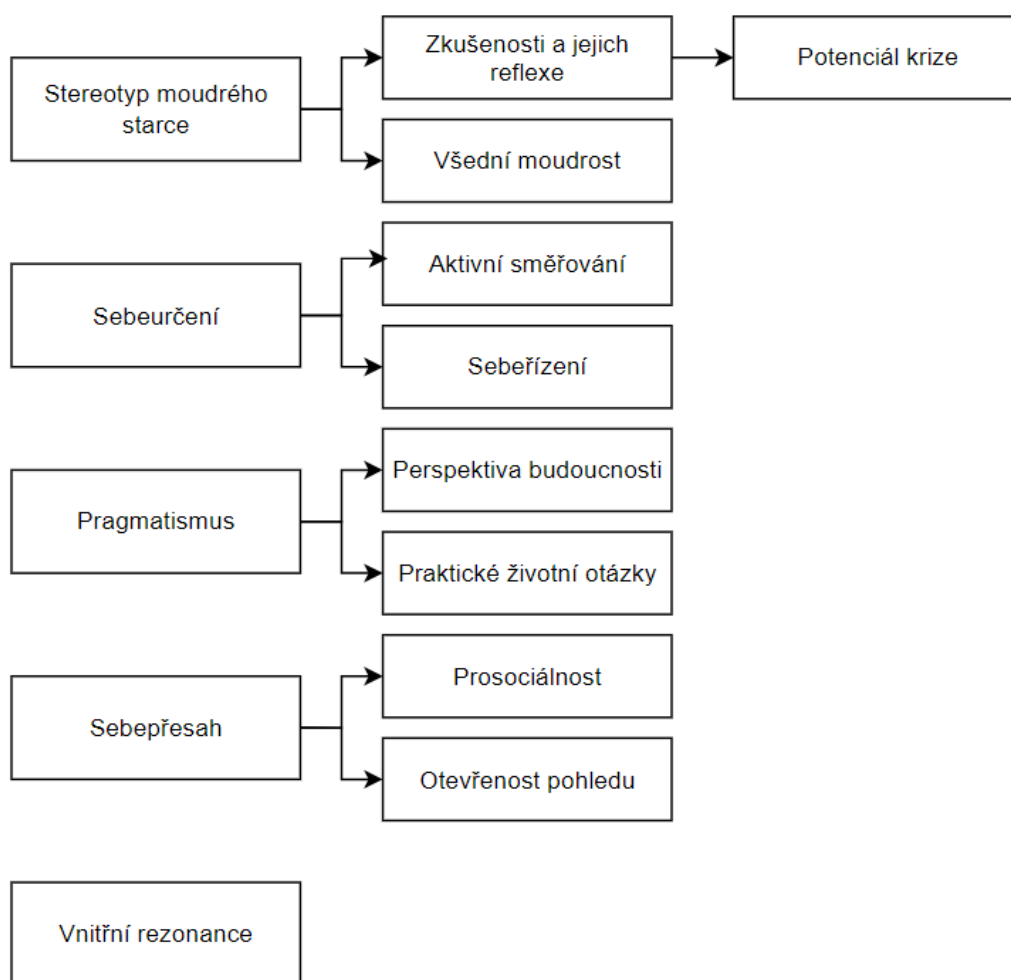 Stereotyp moudrého
starce
Zkušenosti a jejich
reflexe
Potenciál krize
Všední moudrost
Sebeurčení
Aktivní směřování
Sebeřízení
Pragmatismus
Perspektiva budoucnosti
Praktické životní otázky
Sebepřesah
Prosociálnost
Otevřenost pohledu
Vnitřní rezonance